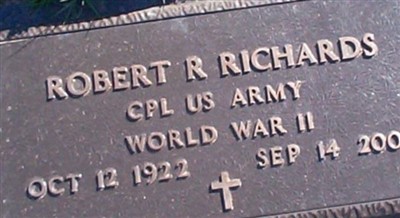 ROBERT R RICHARDS
CPL US ARMY
WORLD WAR II
OCT 12 1922 SEP 14